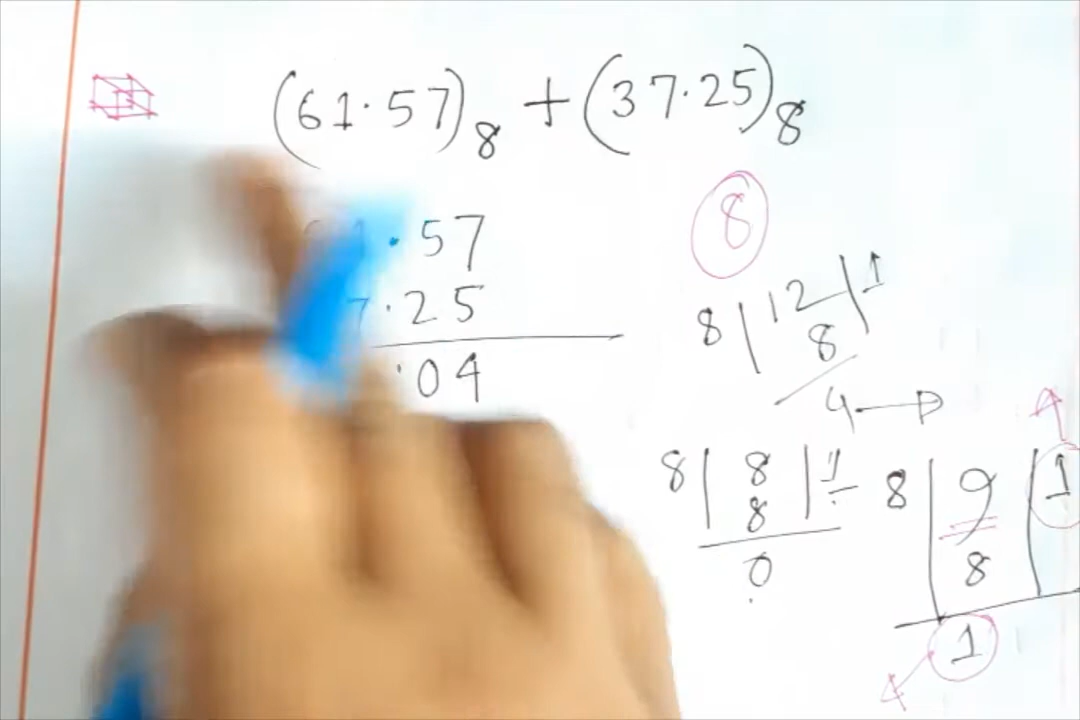 (61.57)8 + (37.25)8
.57
7.25
.04
8
8 | 12 | 1
8
4
8 | 8 | 1
8
0
8 | 9 | 1
8
1